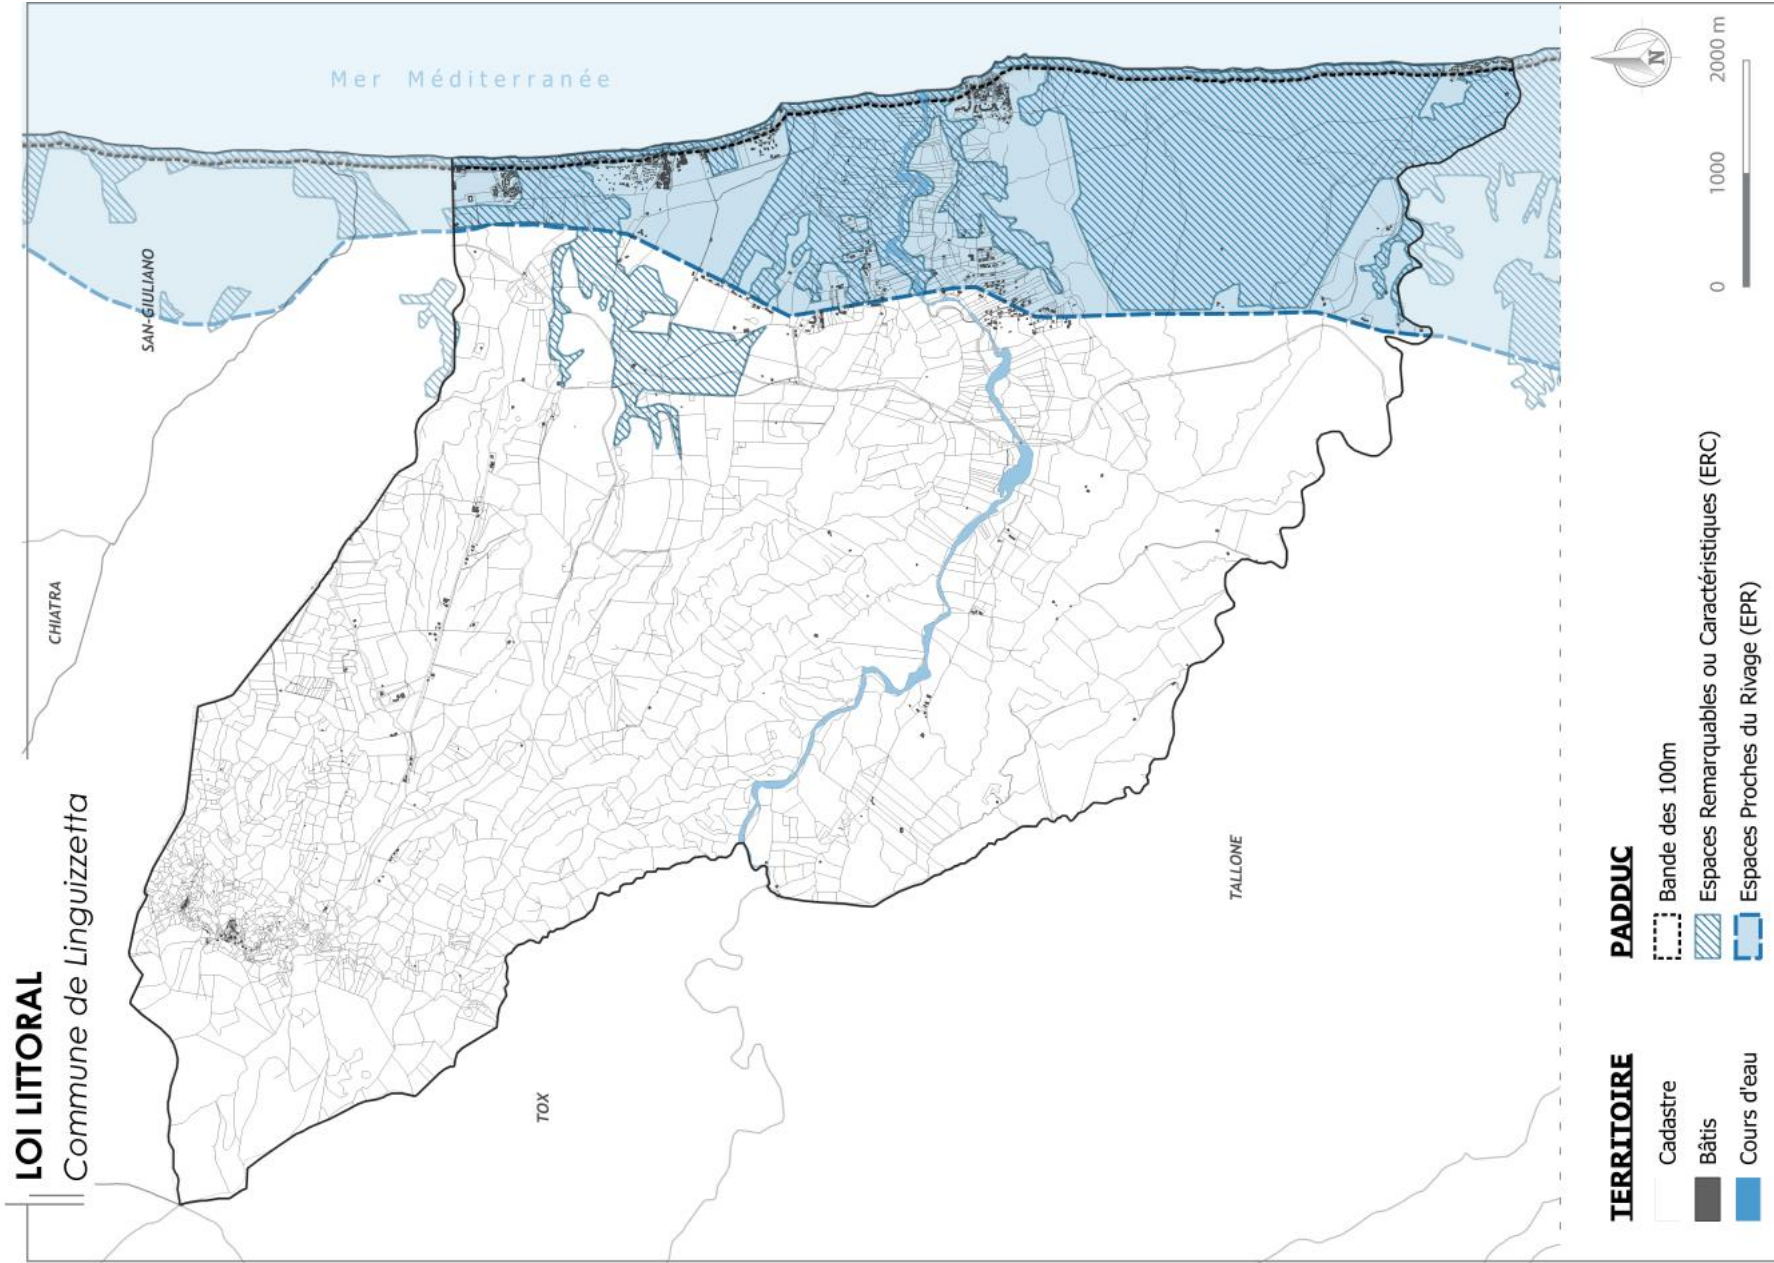 LOI LITTORAL
Commune de Linguizzetta
Mer Méditerranée
SAN-GIULIANO
CHIATRA
TOX
TALLONE
TERRITOIRE
Cadastre
Bâtis
Cours d'eau
PADDUC
Bande des 100m
Espaces Remarquables ou Caractéristiques (ERC)
Espaces Proches du Rivage (EPR)
0 1000 2000 m
N